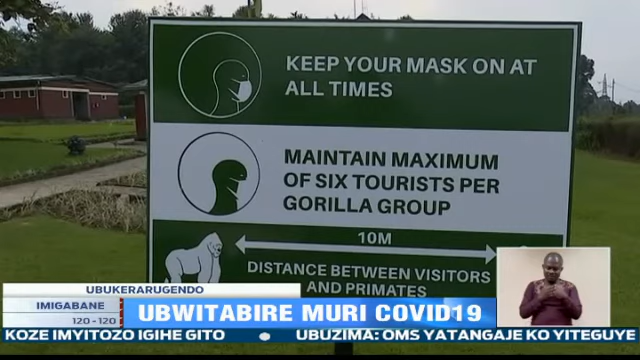 KEEP YOUR MASK ON AT
ALL TIMES
MAINTAIN MAXIMUM
OF SIX TOURISTS PER
GORILLA GROUP
10M
DISTANCE BETWEEN VISITORS
AND PRIMATES
UBUKERARUGENDO
IMIGABANE
120-120
UBWITABIRE MURI COVID19
KOZE IMYITOZO IGIHE GITO
UBUZIMA: OMS YATANGAJE KO YITEGUYE